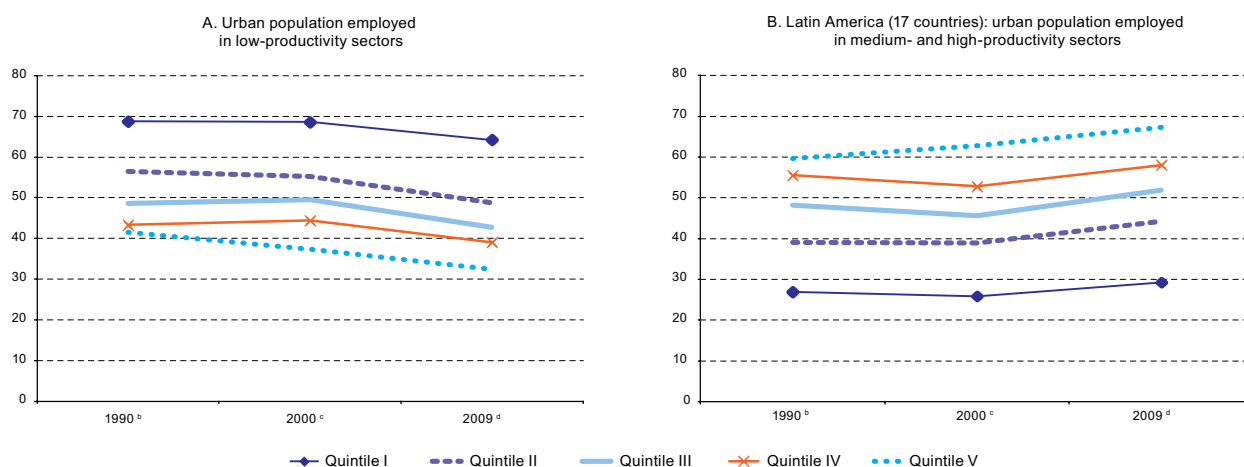 A. Urban population employed
in low-productivity sectors
80
70
60
50
40
30
20
10
0
1990 b
2000 c
2009 d
B. Latin America (17 countries): urban population employed
in medium- and high-productivity sectors
80
70
60
50
40
30
20
10
0
1990 b
2000 c
2009 d
Quintile I
Quintile II
Quintile III
Quintile IV
Quintile V